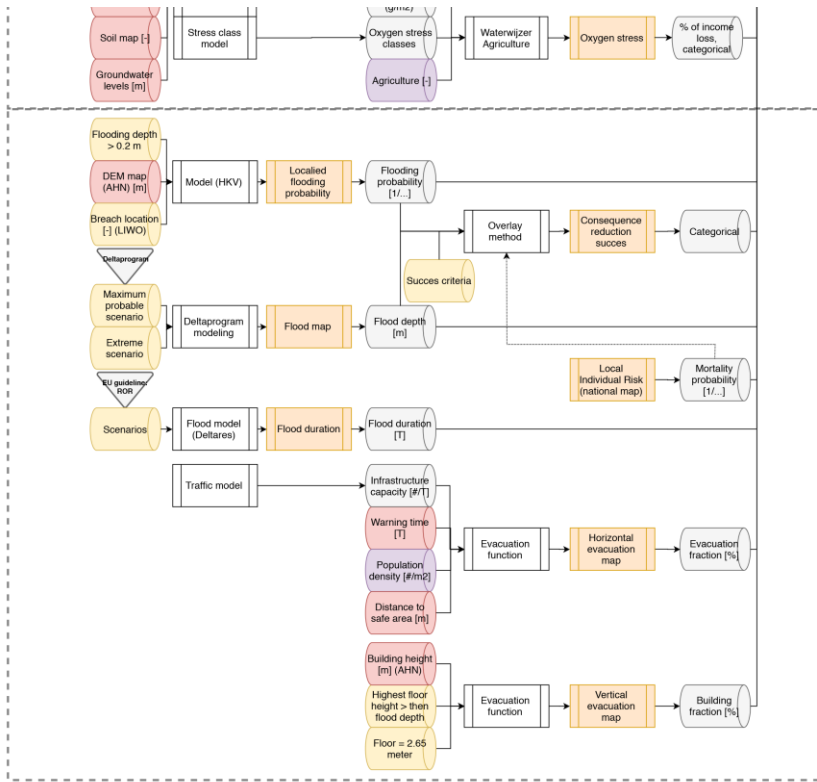 (g/m2)
Soil map [-]
Stress class
model
Oxygen stress
classes
Waterwijzer
Agriculture
Oxygen stress
% of income
loss,
categorical
Groundwater
levels [m]
Agriculture [-]
Flooding depth
> 0.2 m
DEM map
(AHN) [m]
Model (HKV)
Localied
flooding
probability
Flooding
probability
[1/...]
Breach location
[-] (LIWO)
Overlay
method
Consequence
reduction
succes
Categorical
Deltaprogram
Succes criteria
Maximum
probable
scenario
Deltaprogram
modeling
Flood map
Flood depth
[m]
Extreme
scenario
Local
Individual Risk
(national map)
Mortality
probability
[1/...]
EU guideline:
ROR
Scenarios
Flood model
(Deltares)
Flood duration
Flood duration
[T]
Traffic model
Infrastructure
capacity [#/T]
Warning time
[T]
Evacuation
function
Horizontal
evacuation
map
Evacuation
fraction [%]
Population
density [#/m2]
Distance to
safe area [m]
Building height
[m] (AHN)
Highest floor
height > then
flood depth
Evacuation
function
Vertical
evacuation
map
Building
fraction [%]
Floor = 2.65
meter